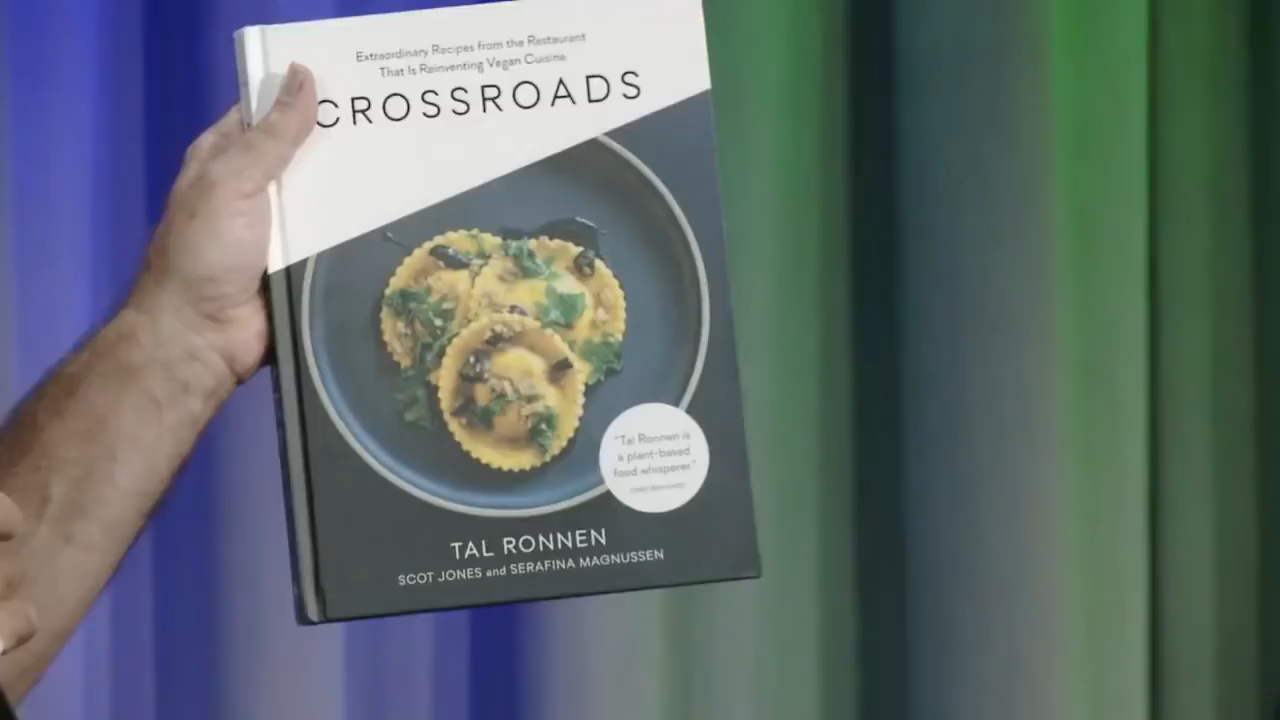 Extraordinary Recipes from the Restaurant
That Is Reinventing Vegan Cuisine
CROSSROADS
"Tal Ronnen is
a plant-based
food whisperer"
TAL RONNEN
SCOT JONES and SERAFINA MAGNUSSEN